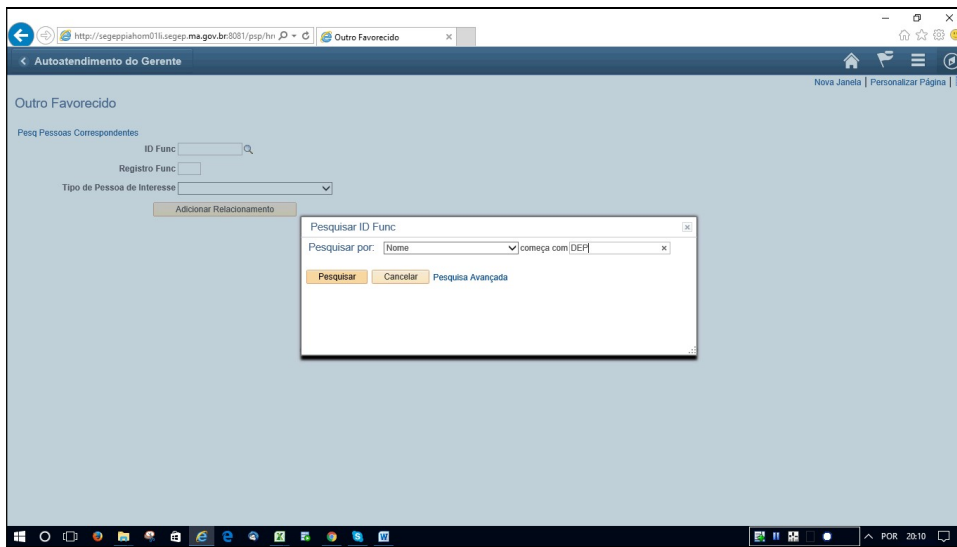 http://segeppiahom01li.segep.ma.gov.br:8081/psp/hn
Outro Favorecido
Autoatendimento do Gerente
Nova Janela | Personalizar Página |
Outro Favorecido
Pesq Pessoas Correspondentes
ID Func
Registro Func
Tipo de Pessoa de Interesse
Adicionar Relacionamento
Pesquisar ID Func
Pesquisar por: Nome começa com DEP
Pesquisar Cancelar Pesquisa Avançada
POR 20:10